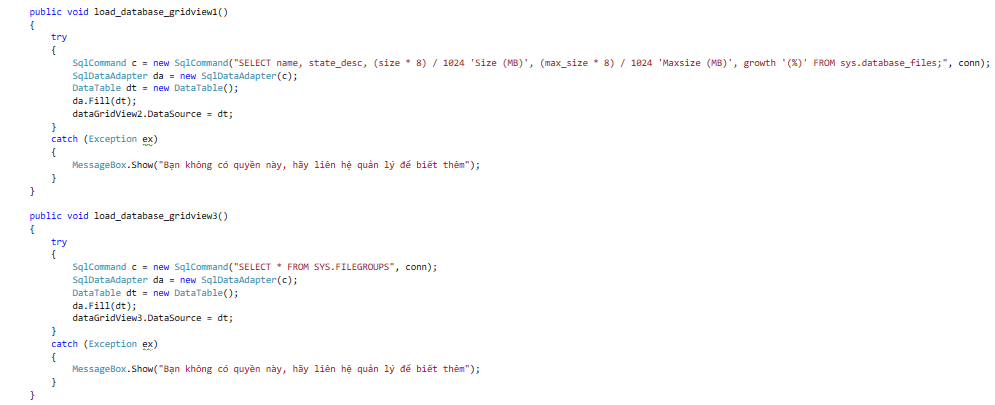 public void load_database_gridview1()
{
try
{
SqlCommand c = new SqlCommand("SELECT name, state_desc, (size * 8) / 1024 'Size (MB)', (max_size * 8) / 1024 'Maxsize (MB)', growth '(%)' FROM sys.database_files;", conn);
SqlDataAdapter da = new SqlDataAdapter(c);
DataTable dt = new DataTable();
da.Fill(dt);
dataGridView2.DataSource = dt;
}
catch (Exception ex)
{
MessageBox.Show("Bạn không có quyền này, hãy liên hệ quản lý để biết thêm");
}
}
public void load_database_gridview3()
{
try
{
SqlCommand c = new SqlCommand("SELECT * FROM SYS.FILEGROUPS", conn);
SqlDataAdapter da = new SqlDataAdapter(c);
DataTable dt = new DataTable();
da.Fill(dt);
dataGridView3.DataSource = dt;
}
catch (Exception ex)
{
MessageBox.Show("Bạn không có quyền này, hãy liên hệ quản lý để biết thêm");
}
}